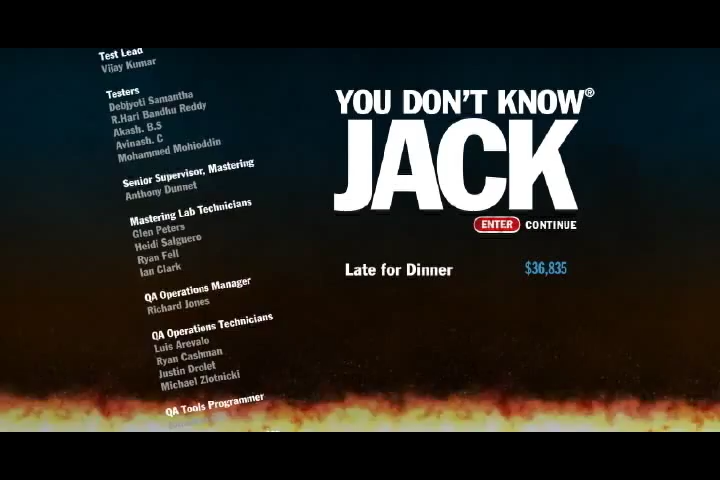 Test Lead
Vijay Kumar
Testers
Debjyoti Samantha
R.Hari Bandhu Reddy
Akash. B.S
Avinash. C
Mohammed Mohioddin
Senior Supervisor, Mastering
Anthony Dunnet
Mastering Lab Technicians
Glen Peters
Heidi Salguero
Ryan Fell
Ian Clark
QA Operations Manager
Richard Jones
QA Operations Technicians
Luis Arevalo
Ryan Cashman
Justin Drolet
Michael Zlotnicki
QA Tools Programmer
YOU DON'T KNOW®
JACK
ENTER CONTINUE
Late for Dinner $36,835